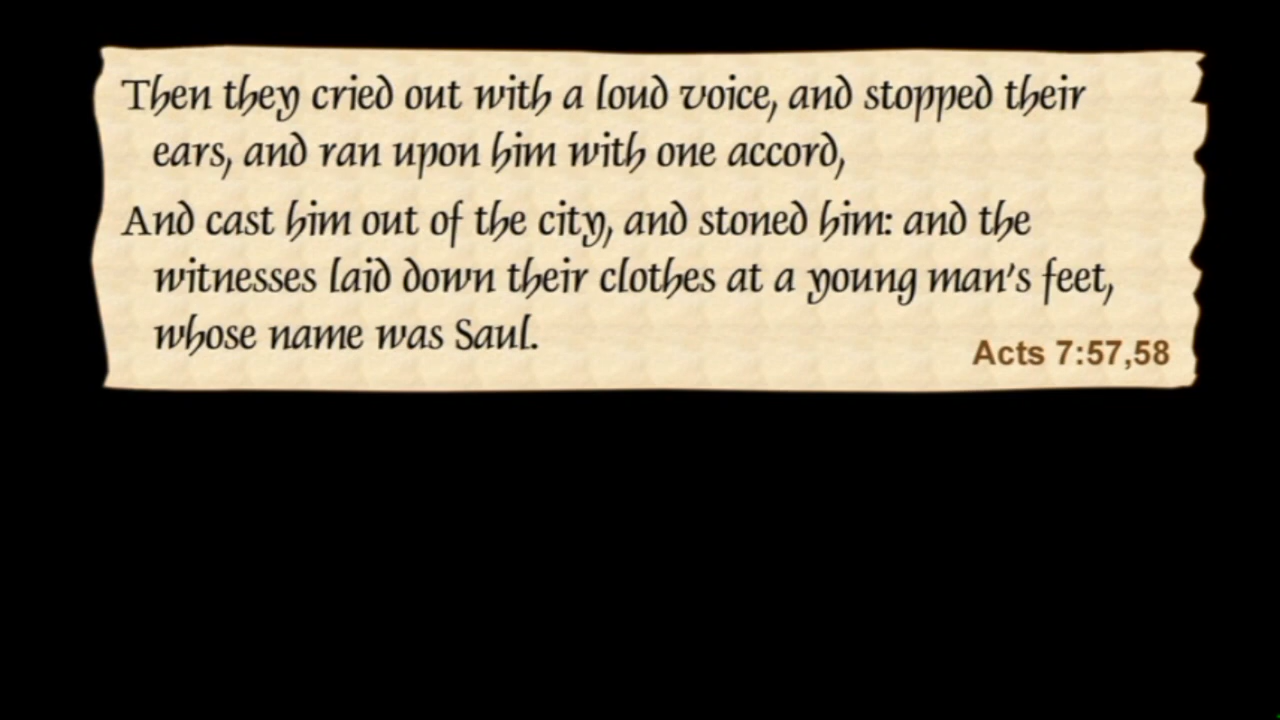 Then they cried out with a loud voice, and stopped their
ears, and ran upon him with one accord,
And cast him out of the city, and stoned him: and the
witnesses laid down their clothes at a young man's feet,
whose name was Saul.
Acts 7:57,58